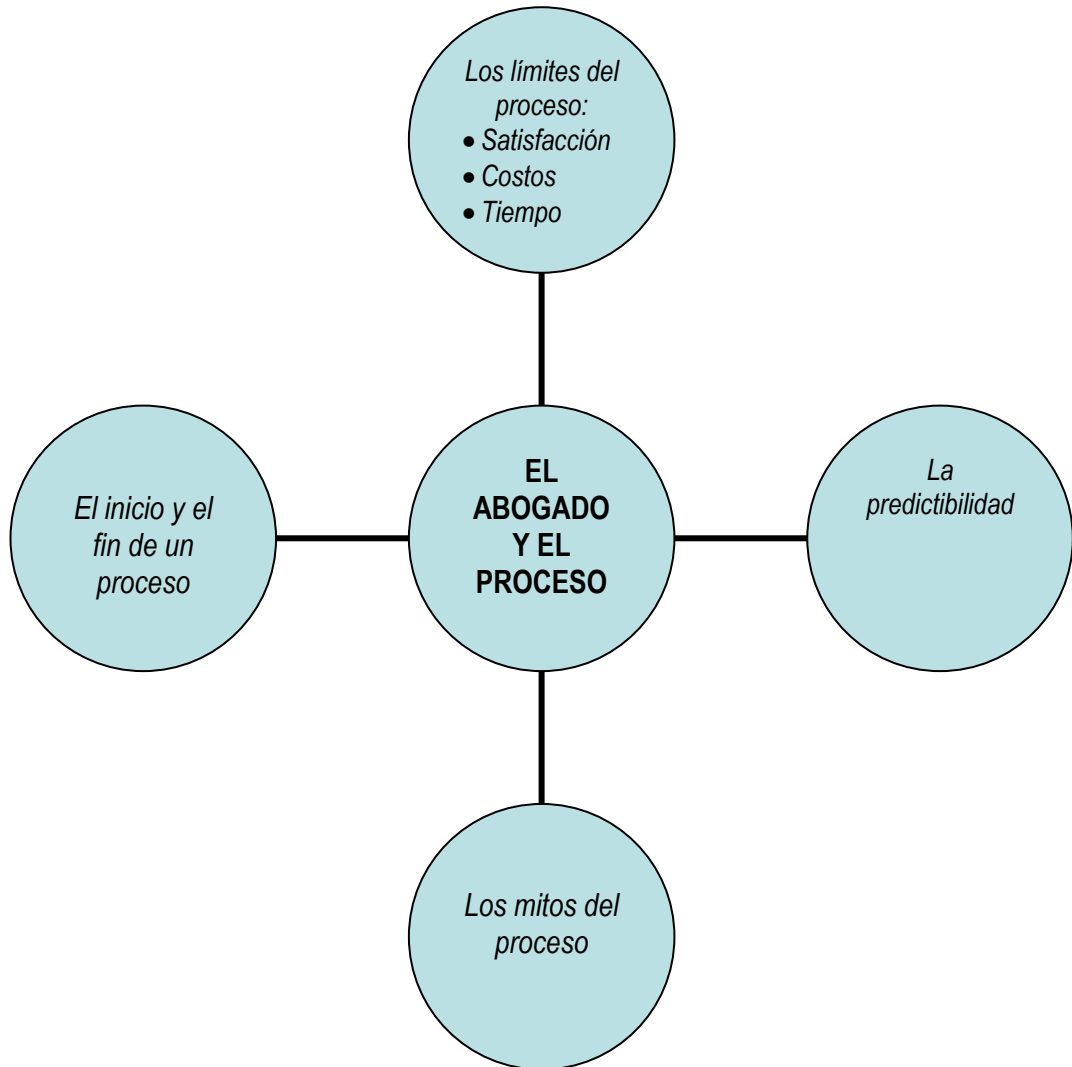 Los límites del
proceso:
• Satisfacción
• Costos
• Tiempo
El inicio y el
fin de un
proceso
EL
ABOGADO
Y EL
PROCESO
La
predictibilidad
Los mitos del
proceso